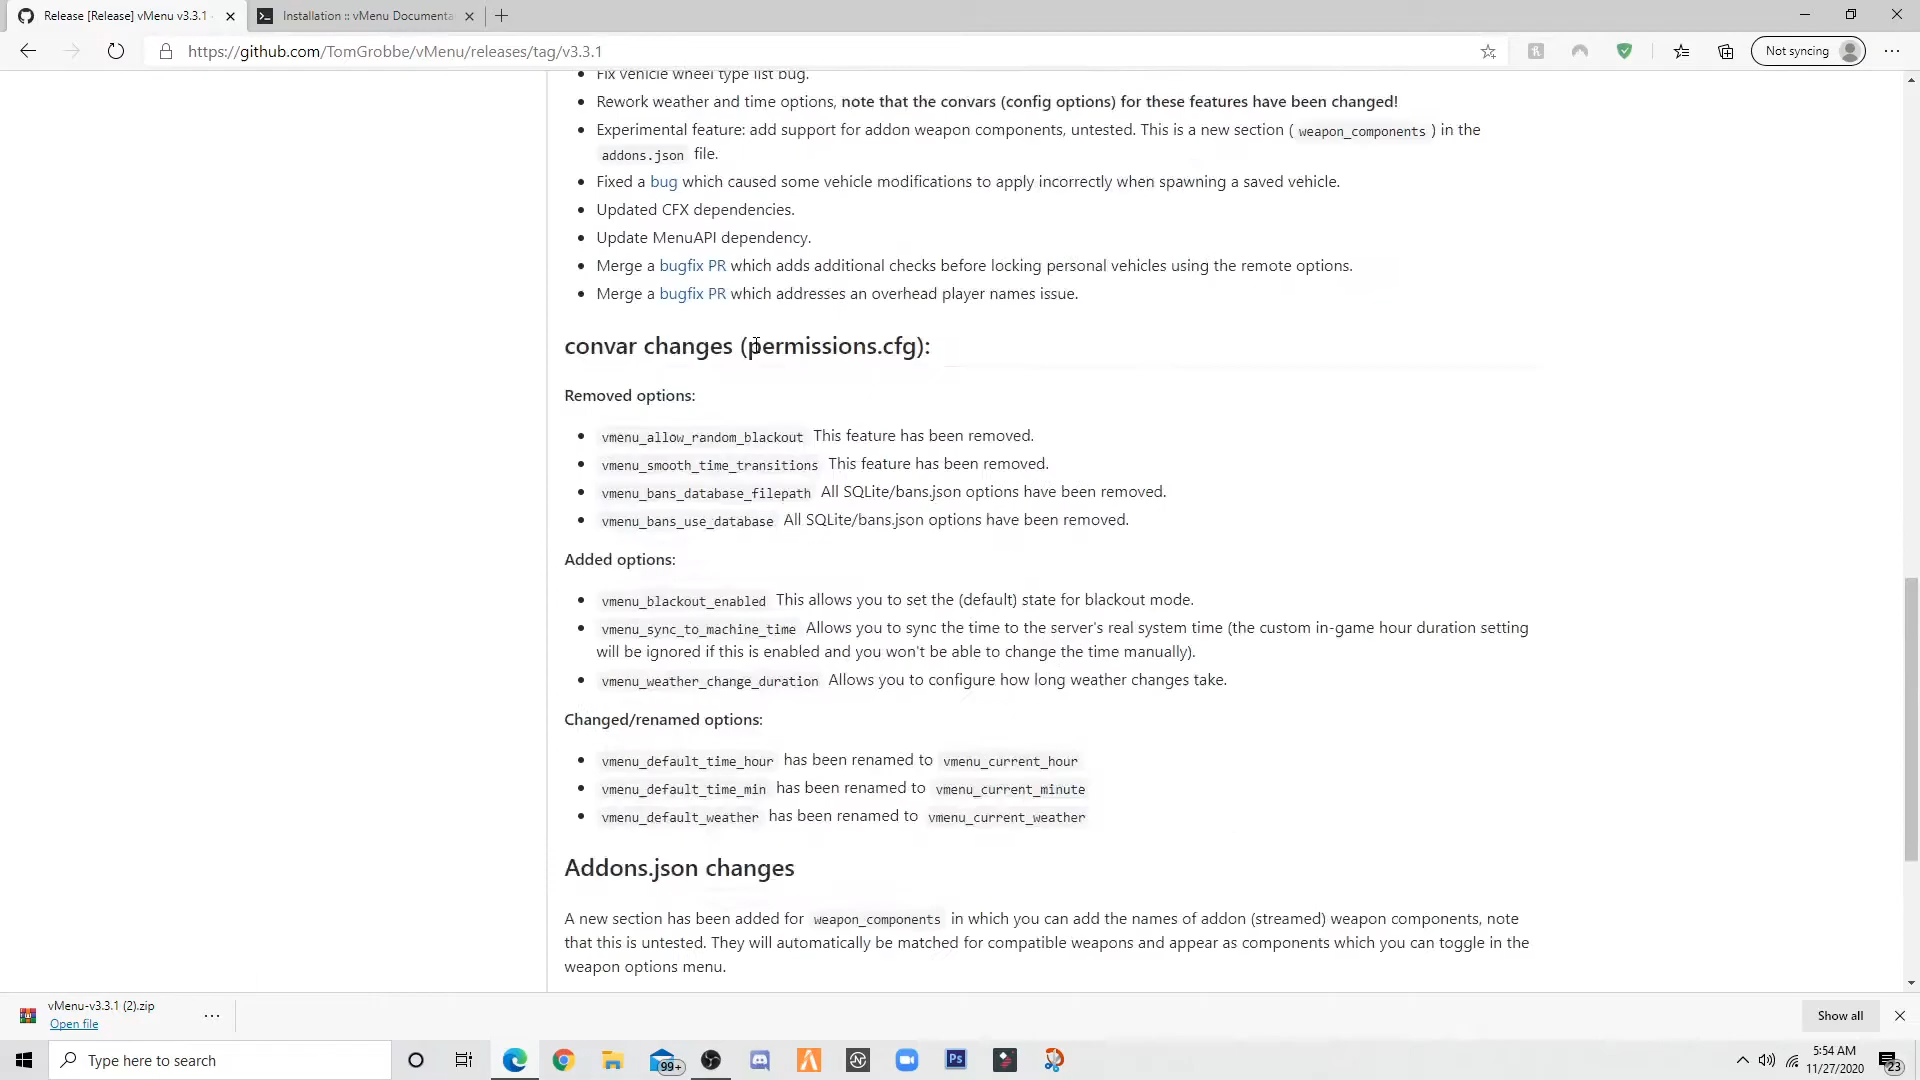 Release [Release] vMenu v3.3.1
Installation :: vMenu Documenta
https://github.com/TomGrobbe/vMenu/releases/tag/v3.3.1
Not syncing
Fix vehicle wheel type list bug.
Rework weather and time options, note that the convars (config options) for these features have been changed!
Experimental feature: add support for addon weapon components, untested. This is a new section ( weapon_components ) in the
addons.json file.
Fixed a bug which caused some vehicle modifications to apply incorrectly when spawning a saved vehicle.
Updated CFX dependencies.
Update MenuAPI dependency.
Merge a bugfix PR which adds additional checks before locking personal vehicles using the remote options.
Merge a bugfix PR which addresses an overhead player names issue.
convar changes (permissions.cfg):
Removed options:
vmenu_allow_random_blackout This feature has been removed.
vmenu_smooth_time_transitions This feature has been removed.
vmenu_bans_database_filepath All SQLite/bans.json options have been removed.
vmenu_bans_use_database All SQLite/bans.json options have been removed.
Added options:
vmenu_blackout_enabled This allows you to set the (default) state for blackout mode.
vmenu_sync_to_machine_time Allows you to sync the time to the server's real system time (the custom in-game hour duration setting
will be ignored if this is enabled and you won't be able to change the time manually).
vmenu_weather_change_duration Allows you to configure how long weather changes take.
Changed/renamed options:
vmenu_default_time_hour has been renamed to vmenu_current_hour
vmenu_default_time_min has been renamed to vmenu_current_minute
vmenu_default_weather has been renamed to vmenu_current_weather
Addons.json changes
A new section has been added for weapon_components in which you can add the names of addon (streamed) weapon components, note
that this is untested. They will automatically be matched for compatible weapons and appear as components which you can toggle in the
weapon options menu.
vMenu-v3.3.1 (2).zip
Open file
Show all
Type here to search
99+
Ps
5:54 AM
11/27/2020
23